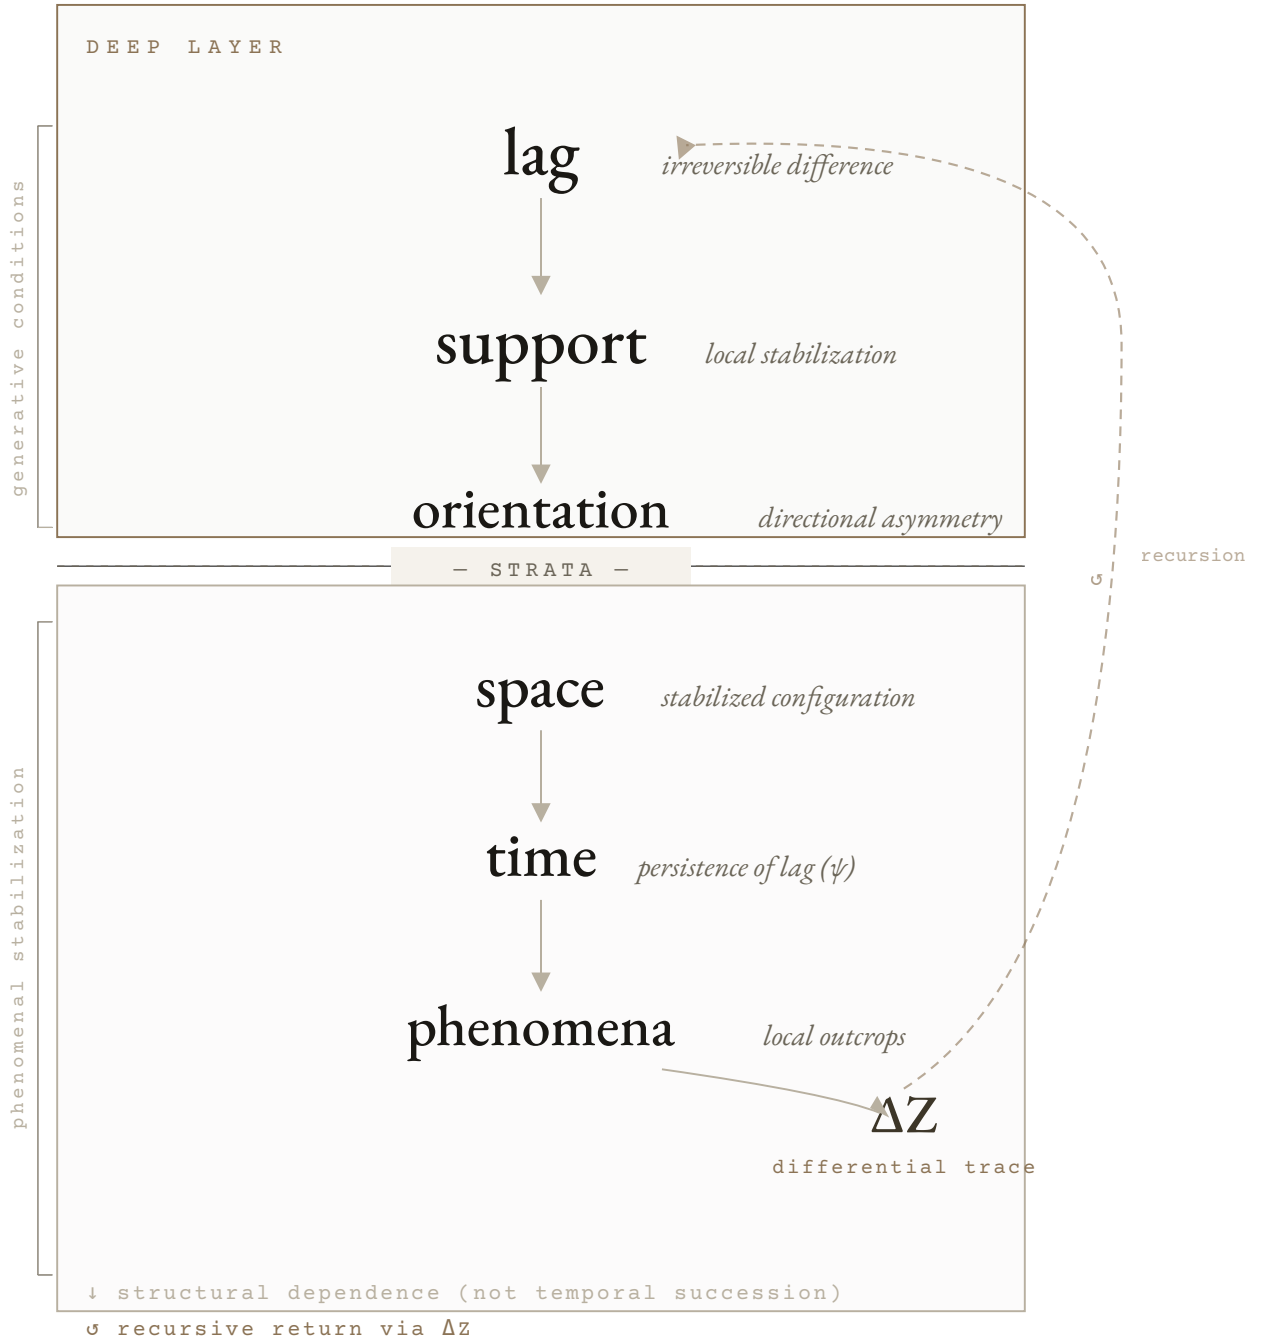 DEEP LAYER
generative conditions
lag
irreversible difference
support
local stabilization
orientation
directional asymmetry
— STRATA —
recursion
↺
phenomenal stabilization
space
stabilized configuration
time
persistence of lag (ψ)
phenomena
local outcrops
ΔZ
differential trace
↓ structural dependence (not temporal succession)
↺ recursive return via ΔZ